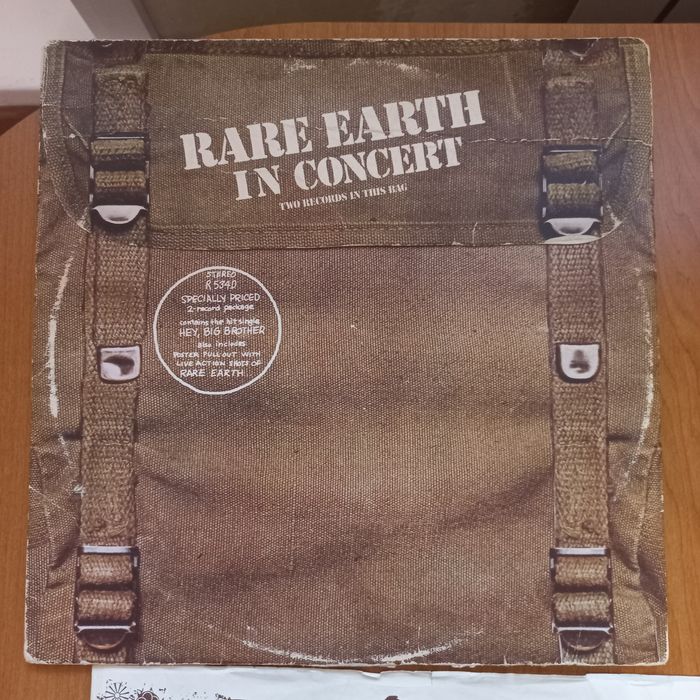 RARE EARTH
IN CONCERT
TWO RECORDS IN THIS BAG
STEREO
R 534D
SPECIALLY PRICED
2-record package
contains the hit single
HEY, BIG BROTHER
also includes
POSTER PULL OUT WITH
LIVE ACTION SHOTS OF
RARE EARTH